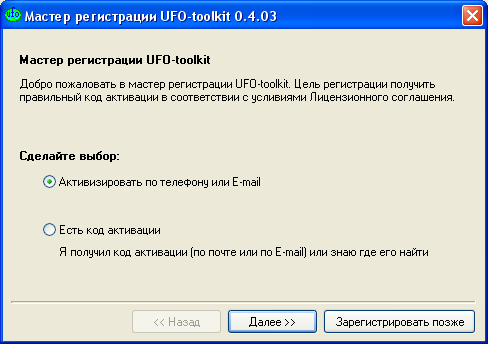 Мастер регистрации UFO-toolkit 0.4.03
Мастер регистрации UFO-toolkit
Добро пожаловать в мастер регистрации UFO-toolkit. Цель регистрации получить
правильный код активации в соответствии с усливиями Лицензионного соглашения.
Сделайте выбор:
Активизировать по телефону или E-mail
Есть код активации
Я получил код активации (по почте или по E-mail) или знаю где его найти
<< Назад
Далее >>
Зарегистрировать позже